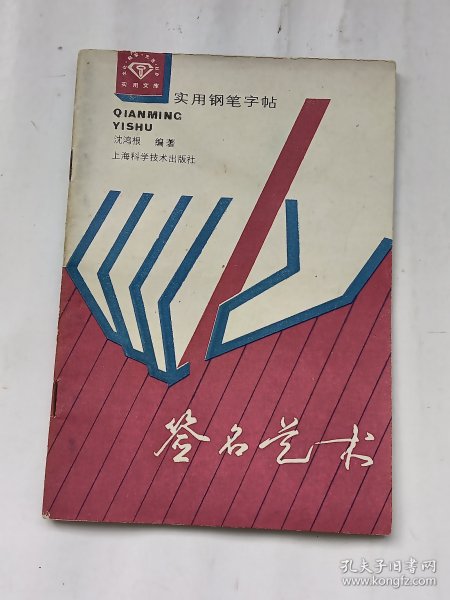 实用文库
实用钢笔字帖
QIANMING
YISHU
沈鸿根 编著
上海科学技术出版社
签名艺术
孔夫子旧书网
www.kongfz.com